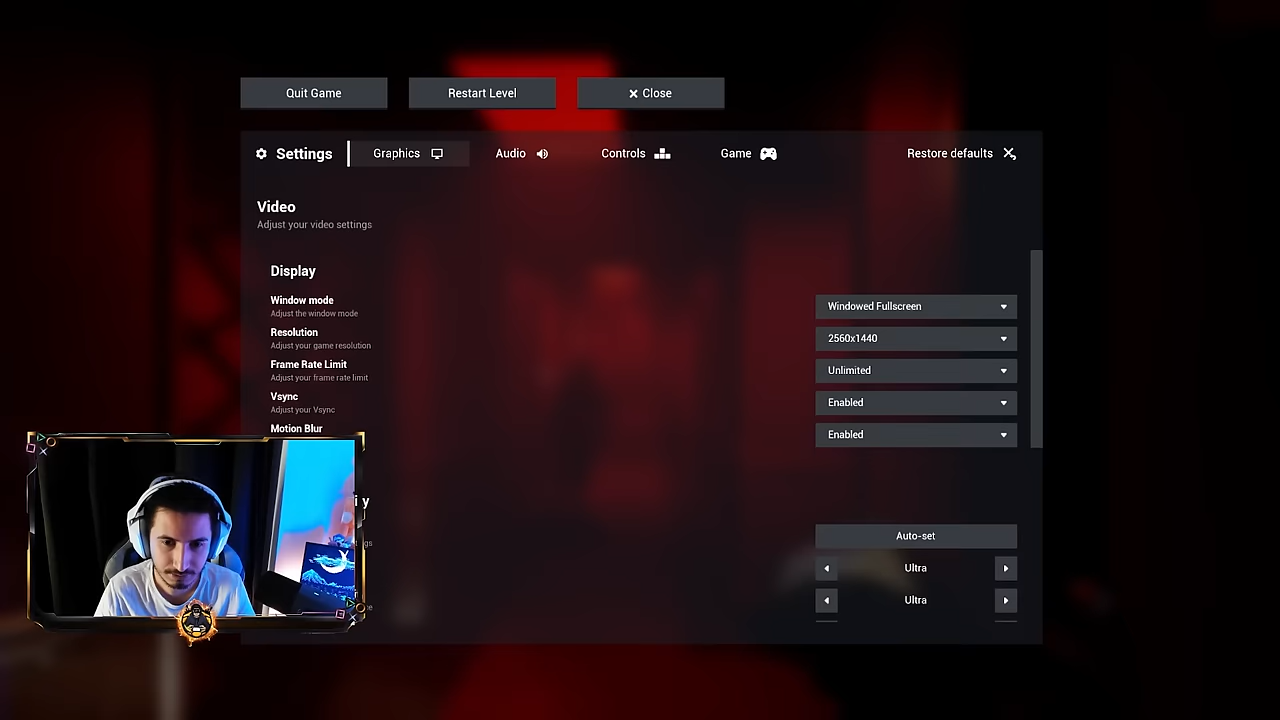 Quit Game
Restart Level
Close
Settings
Graphics
Audio
Controls
Game
Restore defaults
Video
Adjust your video settings
Display
Window mode
Adjust the window mode
Windowed Fullscreen
Resolution
Adjust your game resolution
2560x1440
Frame Rate Limit
Adjust your frame rate limit
Unlimited
Vsync
Adjust your Vsync
Enabled
Motion Blur
Enabled
Auto-set
Ultra
Ultra